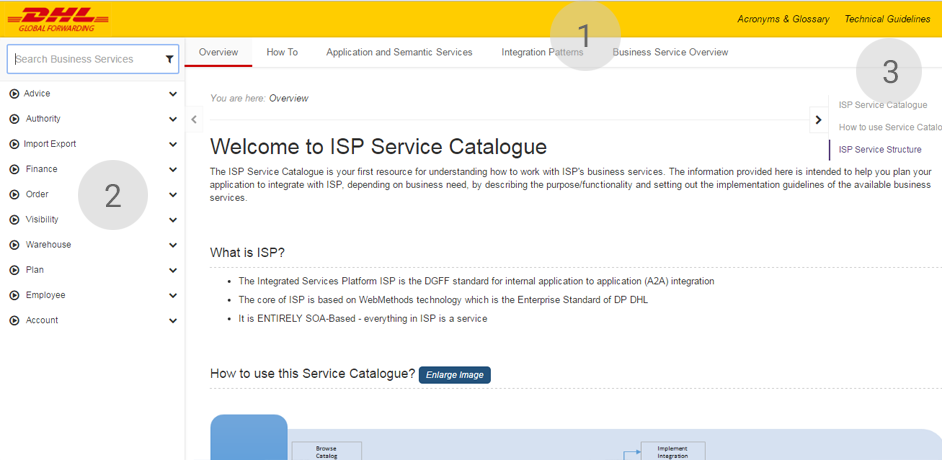 DHL
GLOBAL FORWARDING
Acronyms & Glossary
Technical Guidelines
1
Overview
How To
Application and Semantic Services
Integration Patterns
Business Service Overview
3
Search Business Services
Advice
Authority
Import Export
Finance
Order
Visibility
Warehouse
Plan
Employee
Account
2
You are here: Overview
ISP Service Catalogue
How to use Service Catalo
ISP Service Structure
Welcome to ISP Service Catalogue
The ISP Service Catalogue is your first resource for understanding how to work with ISP's business services. The information provided here is intended to help you plan your
application to integrate with ISP, depending on business need, by describing the purpose/functionality and setting out the implementation guidelines of the available business
services.
What is ISP?
• The Integrated Services Platform ISP is the DGFF standard for internal application to application (A2A) integration
• The core of ISP is based on WebMethods technology which is the Enterprise Standard of DP DHL
• It is ENTIRELY SOA-Based - everything in ISP is a service
How to use this Service Catalogue? Enlarge Image
Browse
Catalog
Implement
Integration